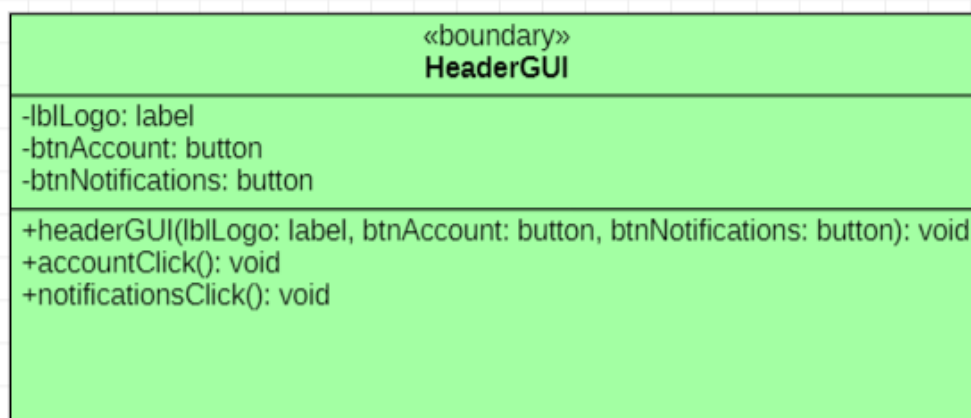 «boundary»
HeaderGUI
-lblLogo: label
-btnAccount: button
-btnNotifications: button
+headerGUI(lblLogo: label, btnAccount: button, btnNotifications: button): void
+accountClick(): void
+notificationsClick(): void